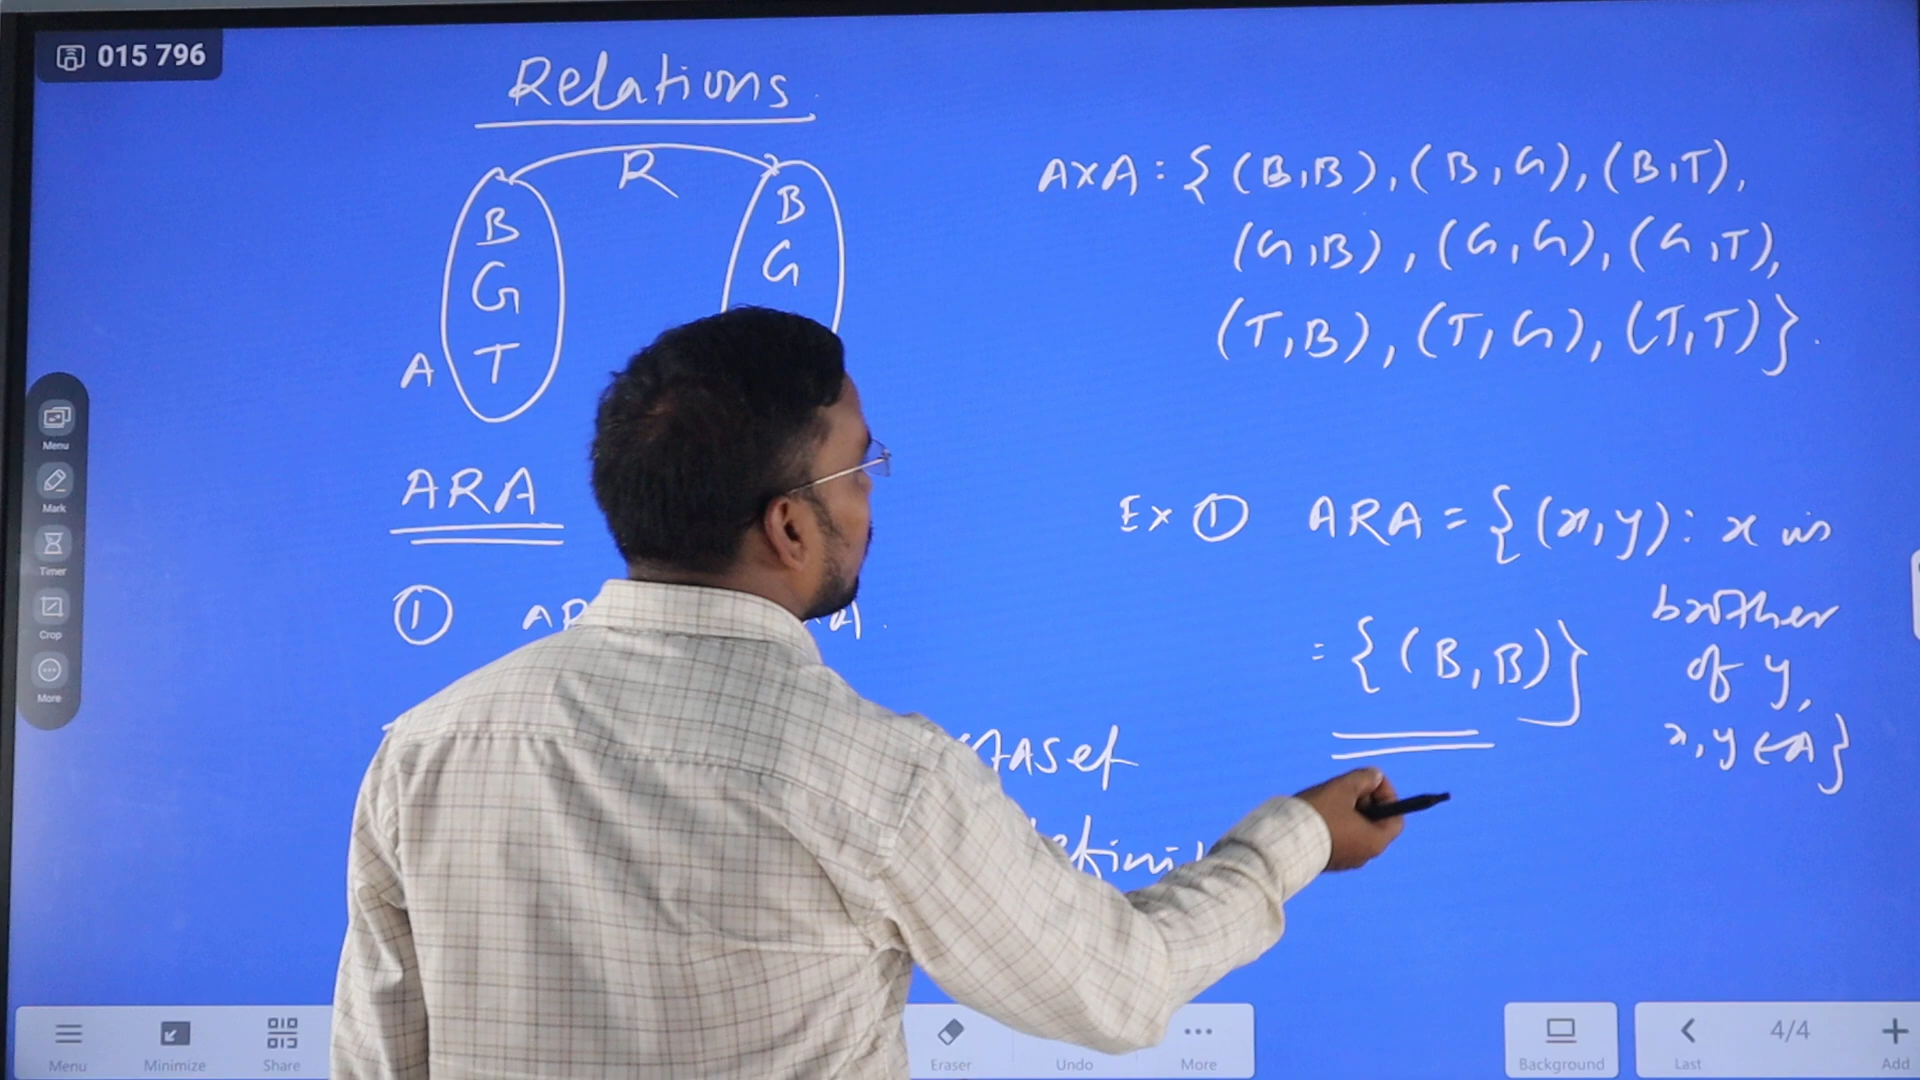 015 796
Relations
R
B
G
T
A
B
G
ARA
①
A×A : {(B,B), (B,G), (B,T),
(G,B), (G,G), (G,T),
(T,B), (T,G), (T,T)}.
Ex ① ARA = {(x,y) : x is
brother
of y,
x,y ∈ A}
= {(B,B)}
Menu
Mark
Timer
Crop
More
Menu
Minimize
Share
Eraser
Undo
More
Background
Last
4/4
Add